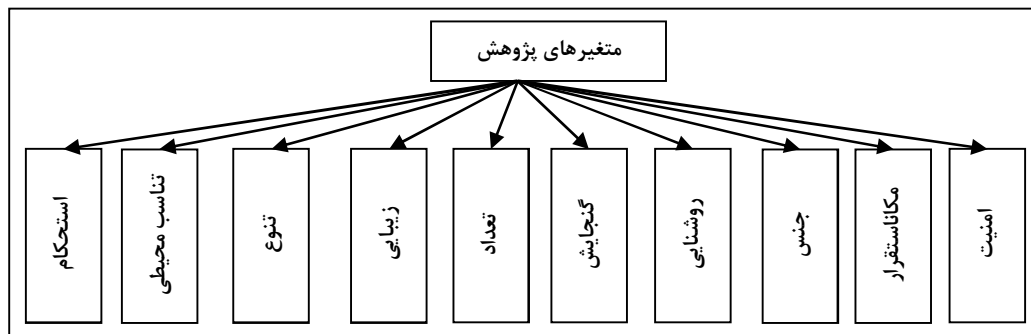 متغیرهای پژوهش
امنیت
مکاناستقرار
جنس
روشنایی
گنجایش
تعداد
زیبایی
تنوع
تناسب محیطی
استحکام